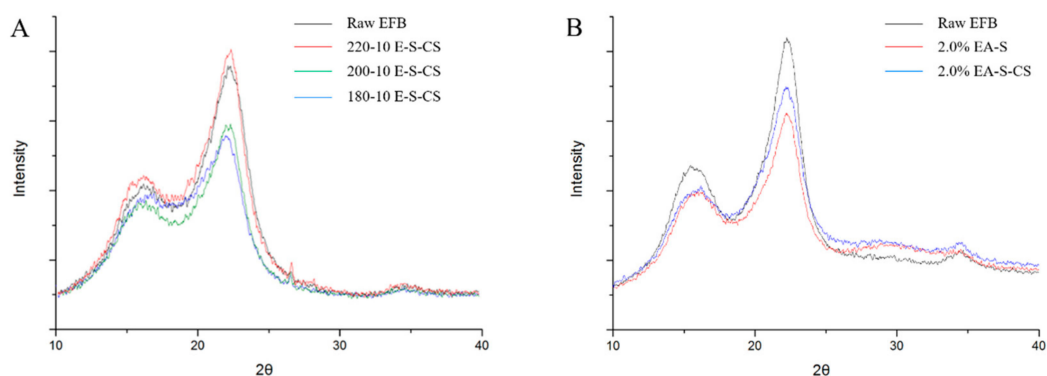 A
Raw EFB
220-10 E-S-CS
200-10 E-S-CS
180-10 E-S-CS
Intensity
10
20
30
40
2θ
B
Raw EFB
2.0% EA-S
2.0% EA-S-CS
Intensity
10
20
30
40
2θ